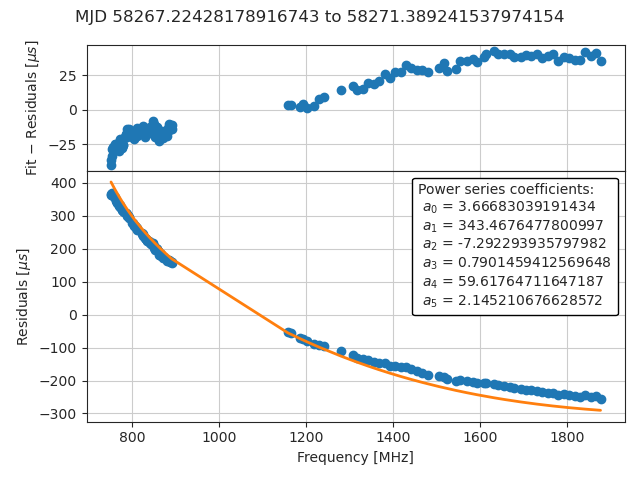 MJD 58267.22428178916743 to 58271.389241537974154
Fit − Residuals [μs]
25
0
−25
Residuals [μs]
400
300
200
100
0
−100
−200
−300
Power series coefficients:
a0 = 3.66683039191434
a1 = 343.4676477800997
a2 = -7.292293935797982
a3 = 0.7901459412569648
a4 = 59.61764711647187
a5 = 2.145210676628572
800 1000 1200 1400 1600 1800
Frequency [MHz]